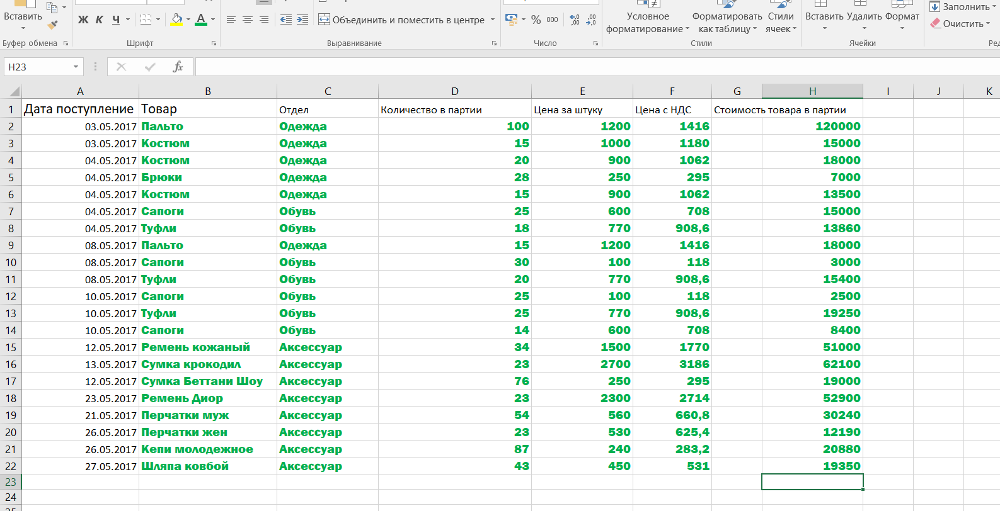 Вставить
Буфер обмена
Ж К Ч А
Шрифт
Объединить и поместить в центре
Выравнивание
% 000 ,00
Число
Условное форматирование
Форматировать как таблицу
Стили ячеек
Стили
Вставить Удалить Формат
Ячейки
Заполнить
Очистить
H23 fx
A B C D E F G H I J K
1 Дата поступление Товар Отдел Количество в партии Цена за штуку Цена с НДС Стоимость товара в партии
2 03.05.2017 Пальто Одежда 100 1200 1416 120000
3 03.05.2017 Костюм Одежда 15 1000 1180 15000
4 04.05.2017 Костюм Одежда 20 900 1062 18000
5 04.05.2017 Брюки Одежда 28 250 295 7000
6 04.05.2017 Костюм Одежда 15 900 1062 13500
7 04.05.2017 Сапоги Обувь 25 600 708 15000
8 04.05.2017 Туфли Обувь 18 770 908,6 13860
9 08.05.2017 Пальто Одежда 15 1200 1416 18000
10 08.05.2017 Сапоги Обувь 30 100 118 3000
11 08.05.2017 Туфли Обувь 20 770 908,6 15400
12 10.05.2017 Сапоги Обувь 25 100 118 2500
13 10.05.2017 Туфли Обувь 25 770 908,6 19250
14 10.05.2017 Сапоги Обувь 14 600 708 8400
15 12.05.2017 Ремень кожаный Аксессуар 34 1500 1770 51000
16 13.05.2017 Сумка крокодил Аксессуар 23 2700 3186 62100
17 12.05.2017 Сумка Беттани Шоу Аксессуар 76 250 295 19000
18 23.05.2017 Ремень Диор Аксессуар 23 2300 2714 52900
19 21.05.2017 Перчатки муж Аксессуар 54 560 660,8 30240
20 26.05.2017 Перчатки жен Аксессуар 23 530 625,4 12190
21 26.05.2017 Кепи молодежное Аксессуар 87 240 283,2 20880
22 27.05.2017 Шляпа ковбой Аксессуар 43 450 531 19350
23
24